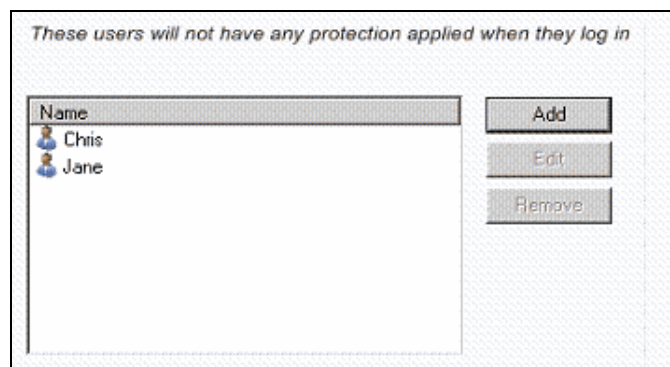 These users will not have any protection applied when they log in
Name
Chris
Jane
Add
Edit
Remove